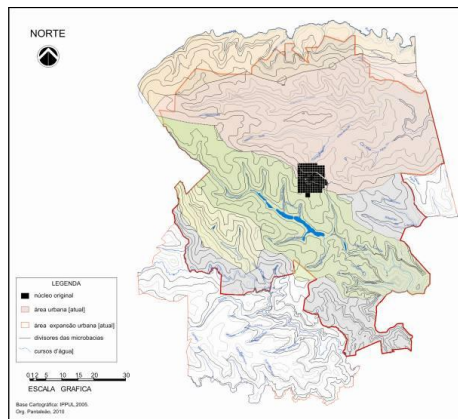 NORTE
LEGENDA
núcleo original
área urbana [atual]
área expansão urbana [atual]
divisores das microbacias
cursos d'água
0 1 2 5 10 15 20 30
ESCALA GRAFICA
Base Cartográfica: IPPUL,2005.
Org. Panisisão, 2010